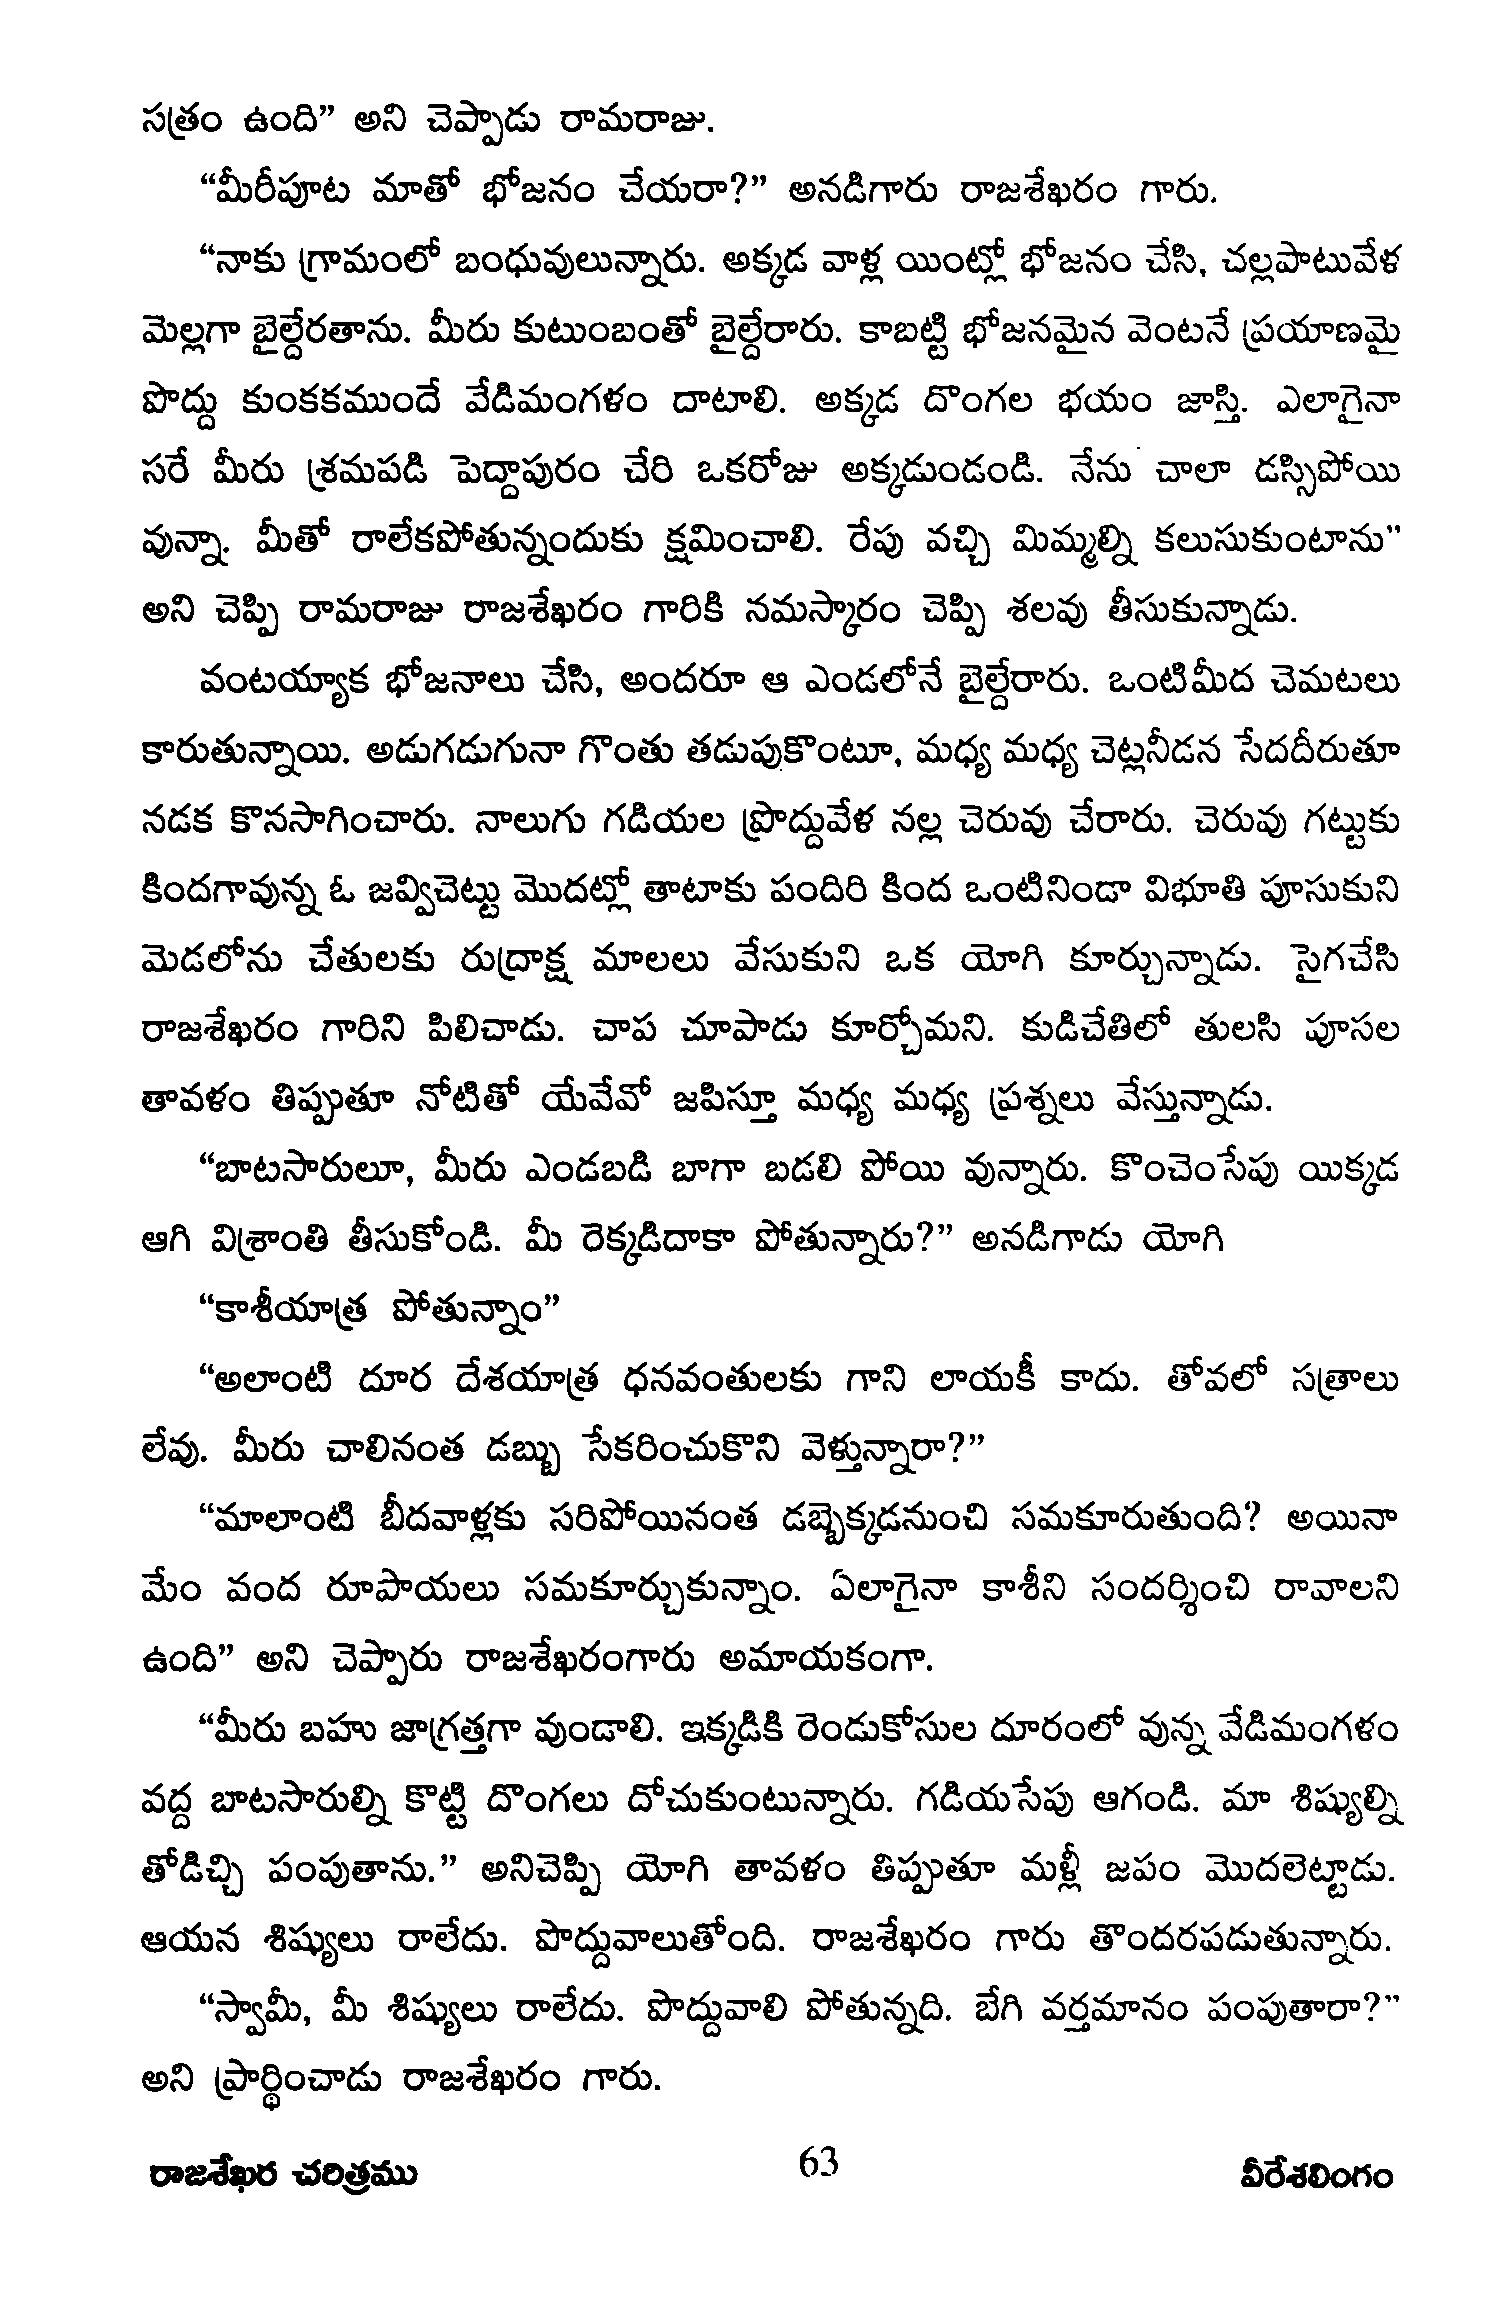 సత్రం ఉంది” అని చెప్పాడు రామరాజు.
“మీరీపూట మాతో భోజనం చేయరా?” అనడిగారు రాజశేఖరం గారు.
“నాకు గ్రామంలో బంధువులున్నారు. అక్కడ వాళ్ల యింట్లో భోజనం చేసి, చల్లపాటువేళ
మెల్లగా బైల్దేరతాను. మీరు కుటుంబంతో బైల్దేరారు. కాబట్టి భోజనమైన వెంటనే ప్రయాణమై
పొద్దు కుంకకముందే వేడిమంగళం దాటాలి. అక్కడ దొంగల భయం జాస్తి. ఎలాగైనా
సరే మీరు శ్రమపడి పెద్దాపురం చేరి ఒకరోజు అక్కడుండండి. నేను చాలా డస్సిపోయి
వున్నా. మీతో రాలేకపోతున్నందుకు క్షమించాలి. రేపు వచ్చి మిమ్మల్ని కలుసుకుంటాను”
అని చెప్పి రామరాజు రాజశేఖరం గారికి నమస్కారం చెప్పి శలవు తీసుకున్నాడు.
వంటయ్యాక భోజనాలు చేసి, అందరూ ఆ ఎండలోనే బైల్దేరారు. ఒంటిమీద చెమటలు
కారుతున్నాయి. అడుగడుగునా గొంతు తడుపుకొంటూ, మధ్య మధ్య చెట్లనీడన సేదదీరుతూ
నడక కొనసాగించారు. నాలుగు గడియల ప్రొద్దువేళ నల్ల చెరువు చేరారు. చెరువు గట్టుకు
కిందగావున్న ఓ జవ్విచెట్టు మొదట్లో తాటాకు పందిరి కింద ఒంటినిండా విభూతి పూసుకుని
మెడలోను చేతులకు రుద్రాక్ష మాలలు వేసుకుని ఒక యోగి కూర్చున్నాడు. సైగచేసి
రాజశేఖరం గారిని పిలిచాడు. చాప చూపాడు కూర్చోమని. కుడిచేతిలో తులసి పూసల
తావళం తిప్పుతూ నోటితో యేవేవో జపిస్తూ మధ్య మధ్య ప్రశ్నలు వేస్తున్నాడు.
“బాటసారులూ, మీరు ఎండబడి బాగా బడలి పోయి వున్నారు. కొంచెంసేపు యిక్కడ
ఆగి విశ్రాంతి తీసుకోండి. మీ రెక్కడిదాకా పోతున్నారు?” అనడిగాడు యోగి
“కాశీయాత్ర పోతున్నాం”
“అలాంటి దూర దేశయాత్ర ధనవంతులకు గాని లాయకీ కాదు. తోవలో సత్రాలు
లేవు. మీరు చాలినంత డబ్బు సేకరించుకొని వెళ్తున్నారా?”
“మాలాంటి బీదవాళ్లకు సరిపోయినంత డబ్బెక్కడనుంచి సమకూరుతుంది? అయినా
మేం వంద రూపాయలు సమకూర్చుకున్నాం. ఏలాగైనా కాశీని సందర్శించి రావాలని
ఉంది” అని చెప్పారు రాజశేఖరంగారు అమాయకంగా.
“మీరు బహు జాగ్రత్తగా వుండాలి. ఇక్కడికి రెండుకోసుల దూరంలో వున్న వేడిమంగళం
వద్ద బాటసారుల్ని కొట్టి దొంగలు దోచుకుంటున్నారు. గడియసేపు ఆగండి. మా శిష్యుల్ని
తోడిచ్చి పంపుతాను.” అనిచెప్పి యోగి తావళం తిప్పుతూ మళ్లీ జపం మొదలెట్టాడు.
ఆయన శిష్యులు రాలేదు. పొద్దువాలుతోంది. రాజశేఖరం గారు తొందరపడుతున్నారు.
“స్వామీ, మీ శిష్యులు రాలేదు. పొద్దువాలి పోతున్నది. బేగి వర్తమానం పంపుతారా?”
అని ప్రార్థించాడు రాజశేఖరం గారు.
రాజశేఖర చరిత్రము 63 వీరేశలింగం